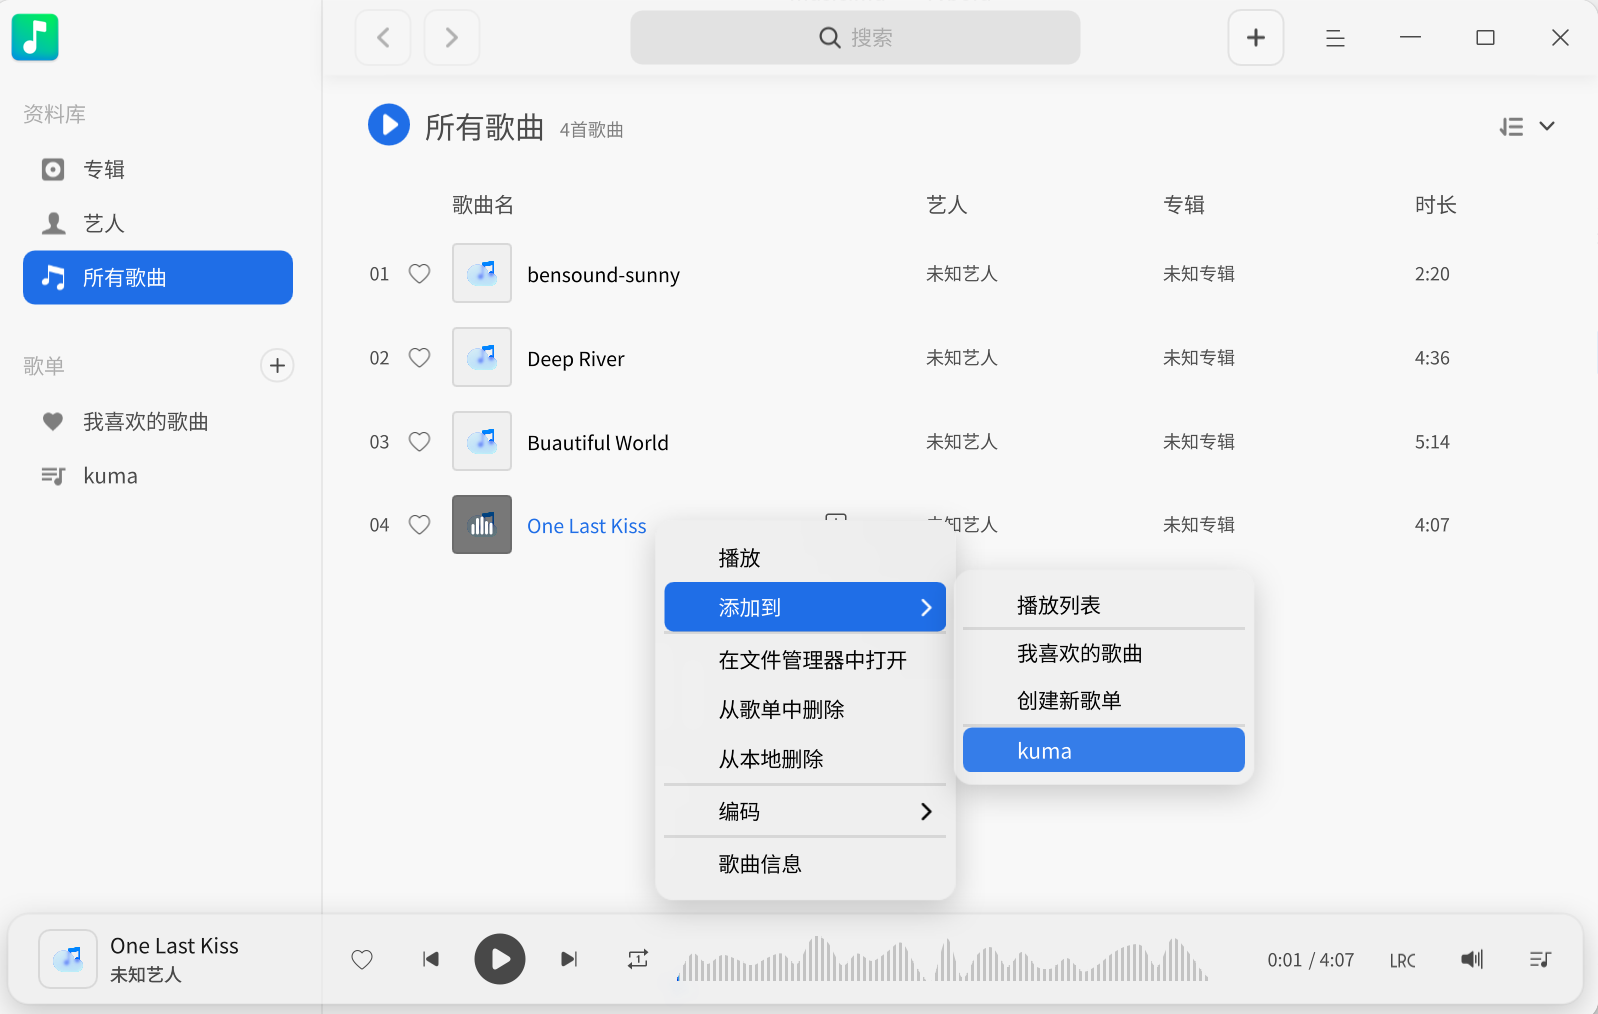 搜索
资料库
专辑
艺人
所有歌曲
歌单
我喜欢的歌曲
kuma
所有歌曲 4首歌曲
歌曲名 艺人 专辑 时长
01 bensound-sunny 未知艺人 未知专辑 2:20
02 Deep River 未知艺人 未知专辑 4:36
03 Buautiful World 未知艺人 未知专辑 5:14
04 One Last Kiss 未知艺人 未知专辑 4:07
播放
添加到
在文件管理器中打开
从歌单中删除
从本地删除
编码
歌曲信息
播放列表
我喜欢的歌曲
创建新歌单
kuma
One Last Kiss
未知艺人
0:01 / 4:07
LRC